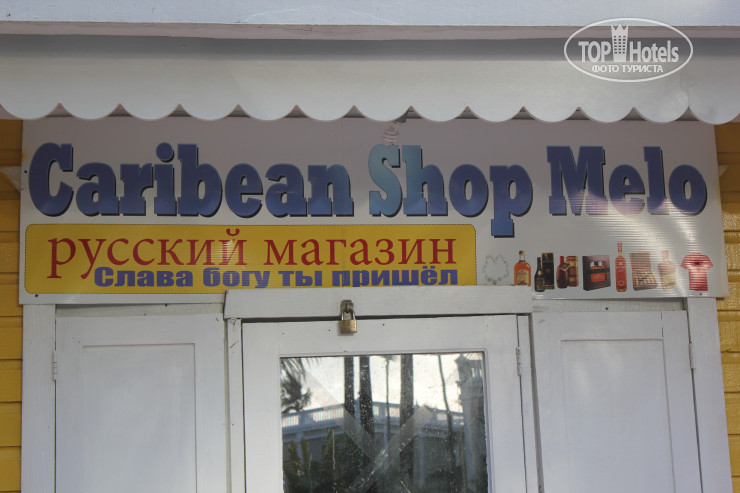 TOP Hotels
ФОТО ТУРИСТА
Caribean Shop Melo
русский магазин
Слава богу ты пришёл